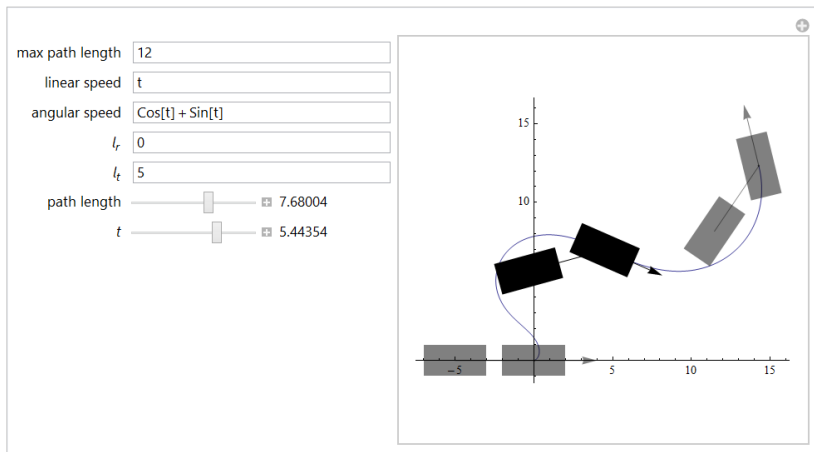 max path length 12
linear speed t
angular speed Cos[t] + Sin[t]
lr 0
lt 5
path length 7.68004
t 5.44354
15
10
-5 5 10 15